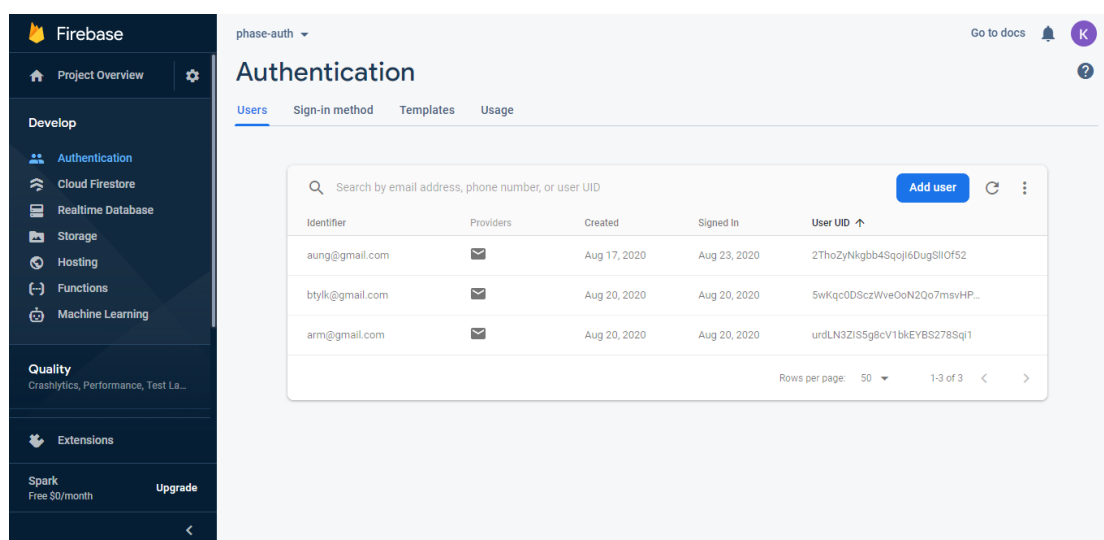 Firebase
Project Overview
Develop
Authentication
Cloud Firestore
Realtime Database
Storage
Hosting
Functions
Machine Learning
Quality
Crashlytics, Performance, Test La...
Extensions
Spark
Free $0/month
Upgrade
phase-auth
Go to docs
K
Authentication
Users Sign-in method Templates Usage
Search by email address, phone number, or user UID
Add user
Identifier Providers Created Signed In User UID
aung@gmail.com Aug 17, 2020 Aug 23, 2020 2ThoZyNkgbb4Sqoji6DugSlIOf52
btylk@gmail.com Aug 20, 2020 Aug 20, 2020 5wKqc0DSczWveOoN2Qo7msvHP...
arm@gmail.com Aug 20, 2020 Aug 20, 2020 urdLN3ZIS5g8cV1bkEYBS278Sqi1
Rows per page: 50 1-3 of 3